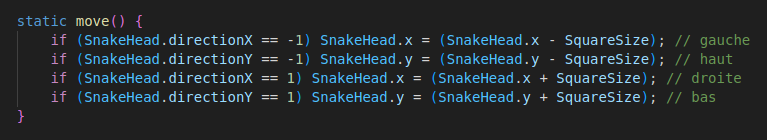 static move() {
    if (SnakeHead.directionX == -1) SnakeHead.x = (SnakeHead.x - SquareSize); // gauche
    if (SnakeHead.directionY == -1) SnakeHead.y = (SnakeHead.y - SquareSize); // haut
    if (SnakeHead.directionX == 1) SnakeHead.x = (SnakeHead.x + SquareSize); // droite
    if (SnakeHead.directionY == 1) SnakeHead.y = (SnakeHead.y + SquareSize); // bas
}